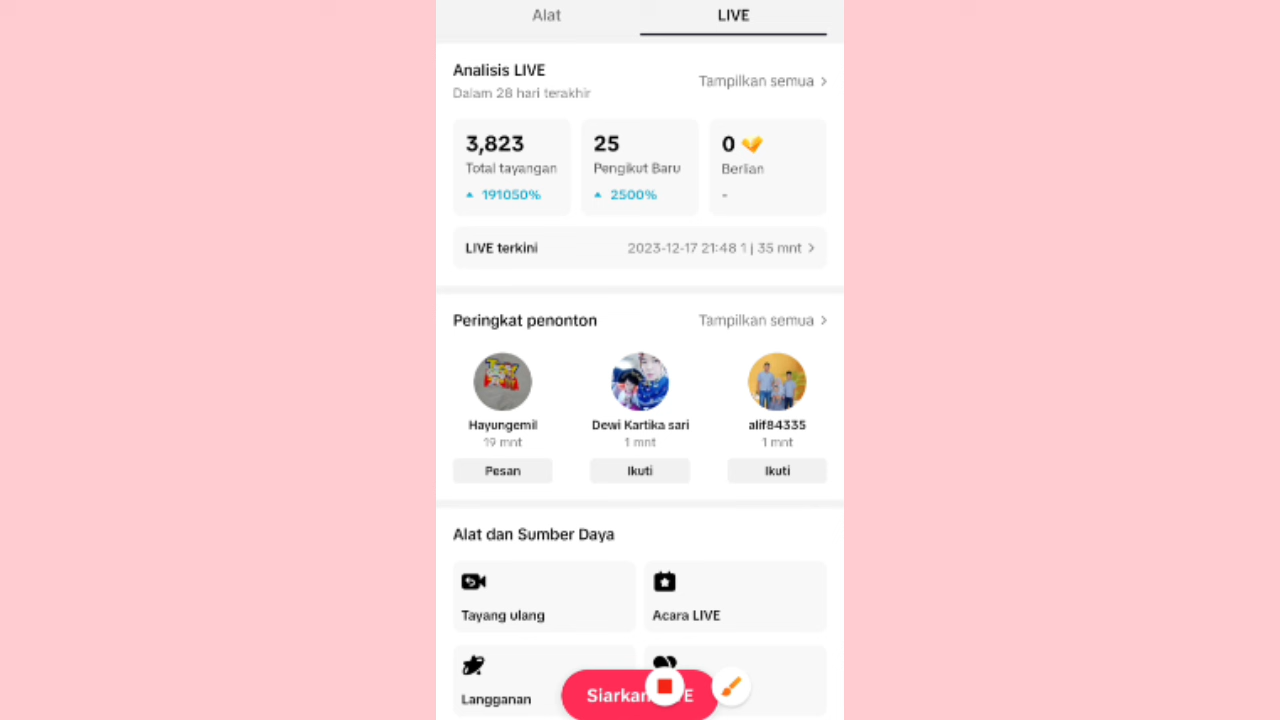 Alat
LIVE
Analisis LIVE
Tampilkan semua
Dalam 28 hari terakhir
3,823
Total tayangan
191050%
25
Pengikut Baru
2500%
0
Berlian
-
LIVE terkini
2023-12-17 21:48 1 | 35 mnt
Peringkat penonton
Tampilkan semua
Hayungemil
19 mnt
Pesan
Dewi Kartika sari
1 mnt
Ikuti
alif84335
1 mnt
Ikuti
Alat dan Sumber Daya
Tayang ulang
Acara LIVE
Langganan
Siarkan